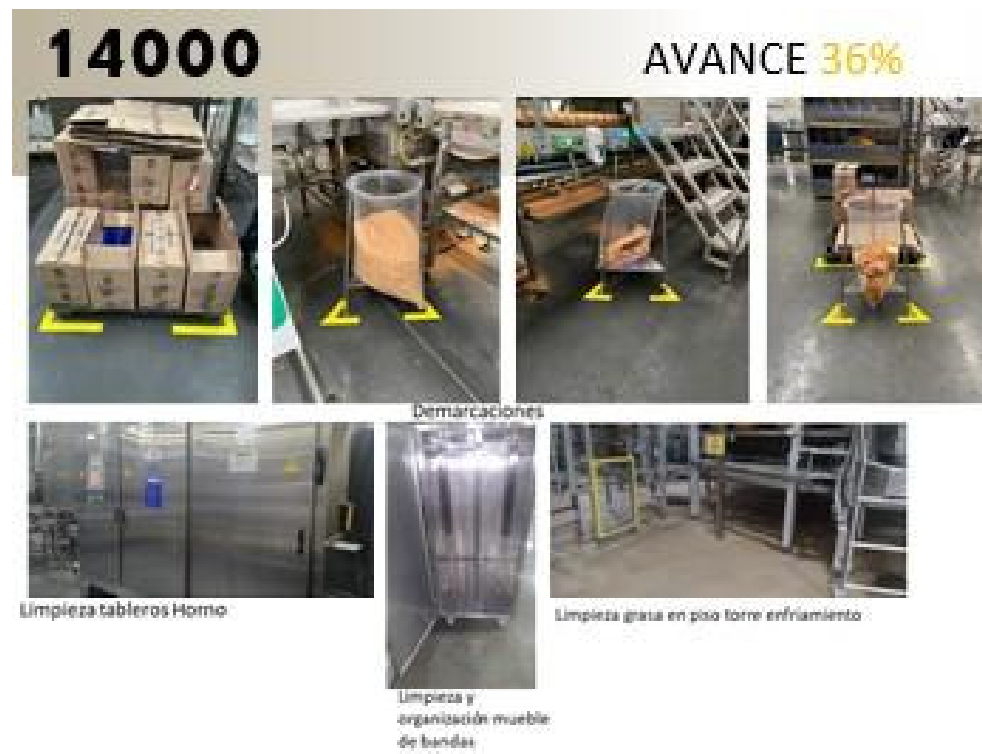 14000
AVANCE 36%
Demarcaciones
Limpieza tableros Horno
Limpieza grasa en piso torre enfriamiento
Limpieza y
organización mueble
de bandas